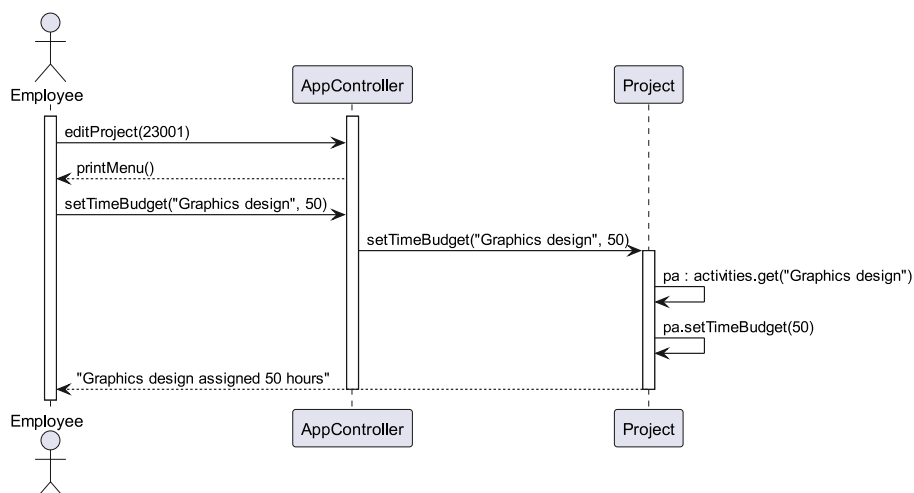 Employee
AppController
Project
editProject(23001)
printMenu()
setTimeBudget("Graphics design", 50)
setTimeBudget("Graphics design", 50)
pa : activities.get("Graphics design")
pa.setTimeBudget(50)
"Graphics design assigned 50 hours"
Employee
AppController
Project